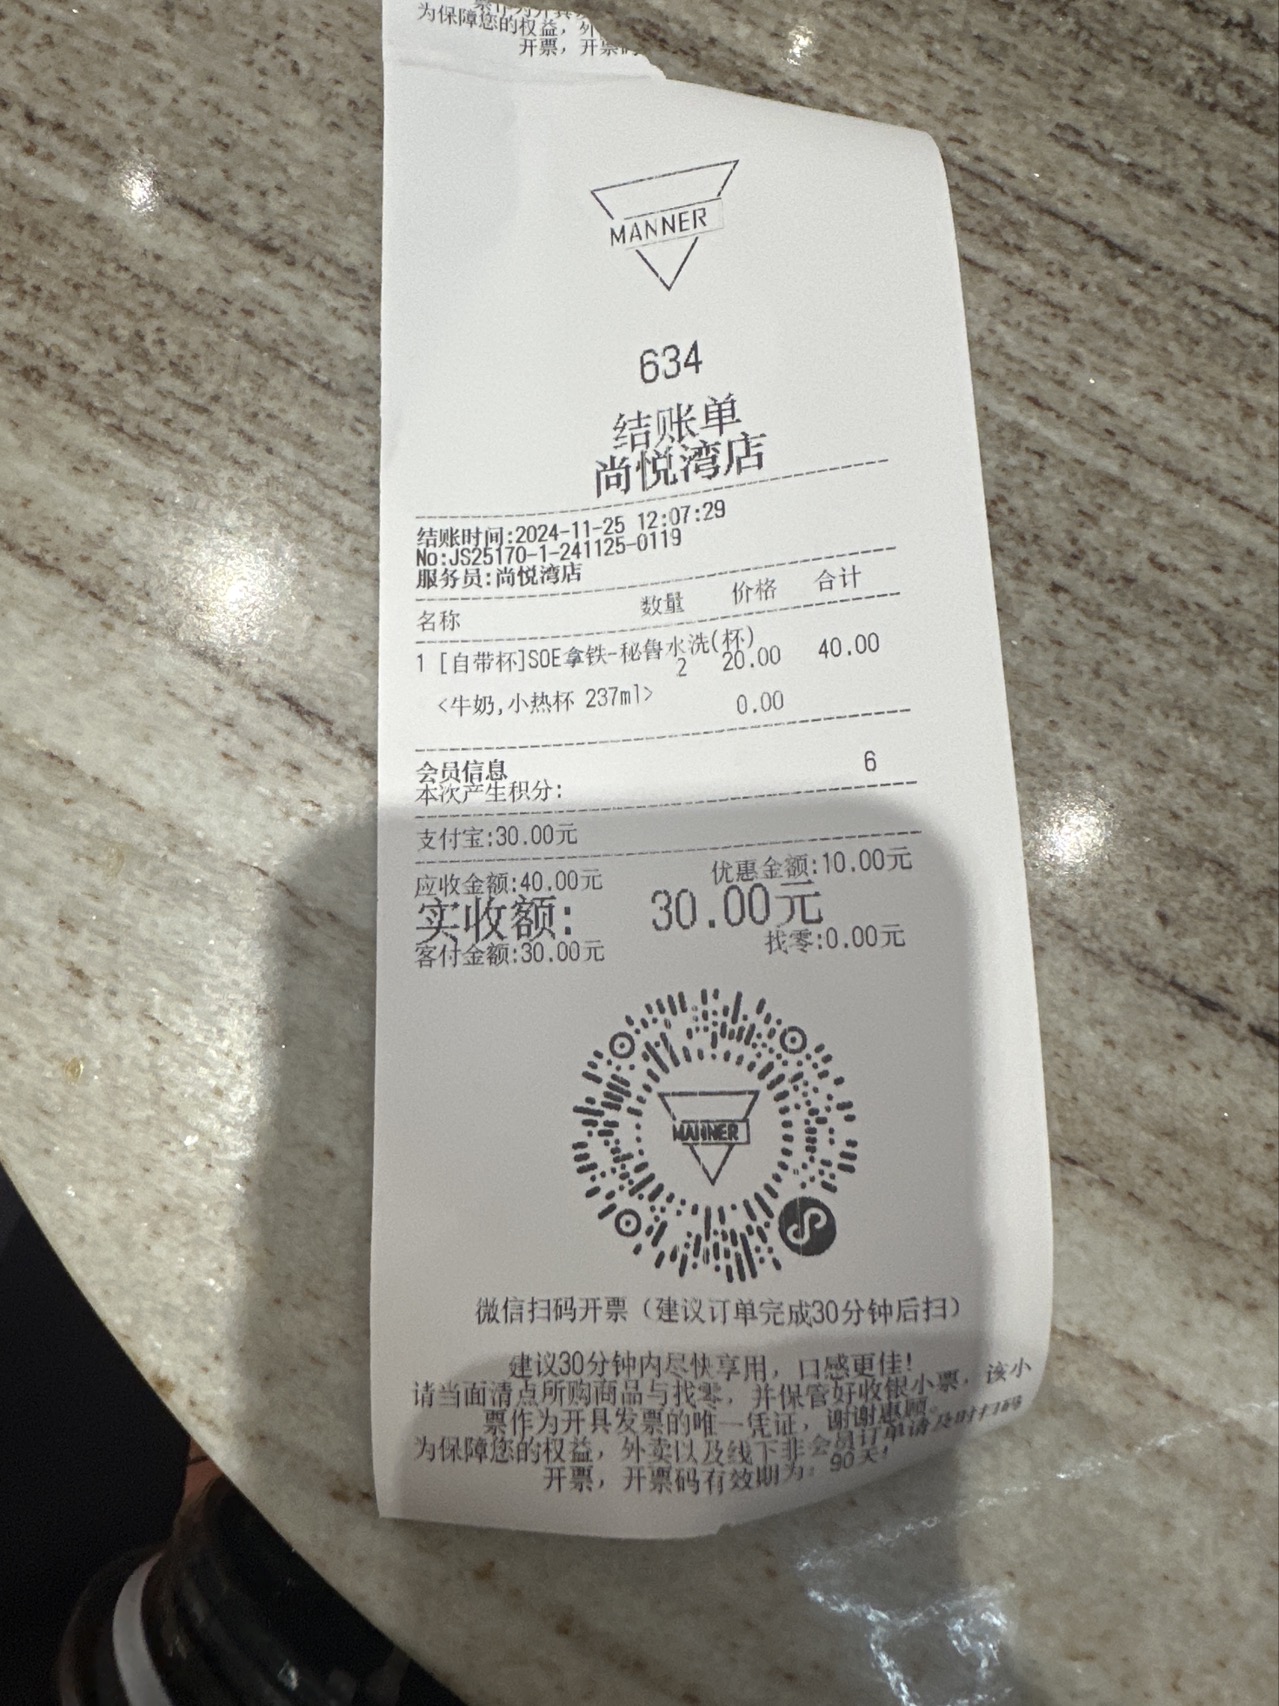 为保障您的权益，外
开票，开票码
MANNER
634
结账单
尚悦湾店
结账时间:2024-11-25 12:07:29
No:JS25170-1-241125-0119
服务员:尚悦湾店
名称 数量 价格 合计
1 [自带杯]SOE拿铁-秘鲁水洗(杯)
2 20.00 40.00
<牛奶,小热杯 237ml> 0.00
会员信息
本次产生积分: 6
支付宝:30.00元
应收金额:40.00元 优惠金额:10.00元
实收额: 30.00元
客付金额:30.00元 找零:0.00元
MANNER
微信扫码开票（建议订单完成30分钟后扫）
建议30分钟内尽快享用，口感更佳!
请当面清点所购商品与找零，并保管好收银小票，该小
票作为开具发票的唯一凭证，谢谢惠顾。
为保障您的权益，外卖以及线下非会员订单请及时扫码
开票，开票码有效期为：90天!